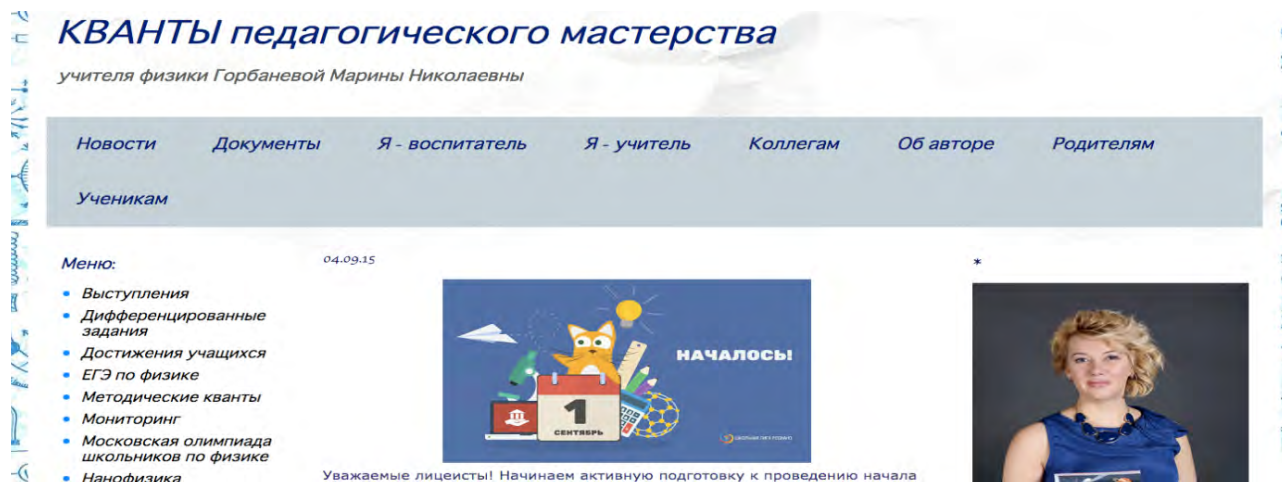 КВАНТЫ педагогического мастерства
учителя физики Горбаневой Марины Николаевны
Новости Документы Я - воспитатель Я - учитель Коллегам Об авторе Родителям
Ученикам
Меню:
Выступления
Дифференцированные
задания
Достижения учащихся
ЕГЭ по физике
Методические кванты
Мониторинг
Московская олимпиада
школьников по физике
Нанофизика
04.09.15
НАЧАЛОСЬ!
1
СЕНТЯБРЬ
Уважаемые лицеисты! Начинаем активную подготовку к проведению начала
*